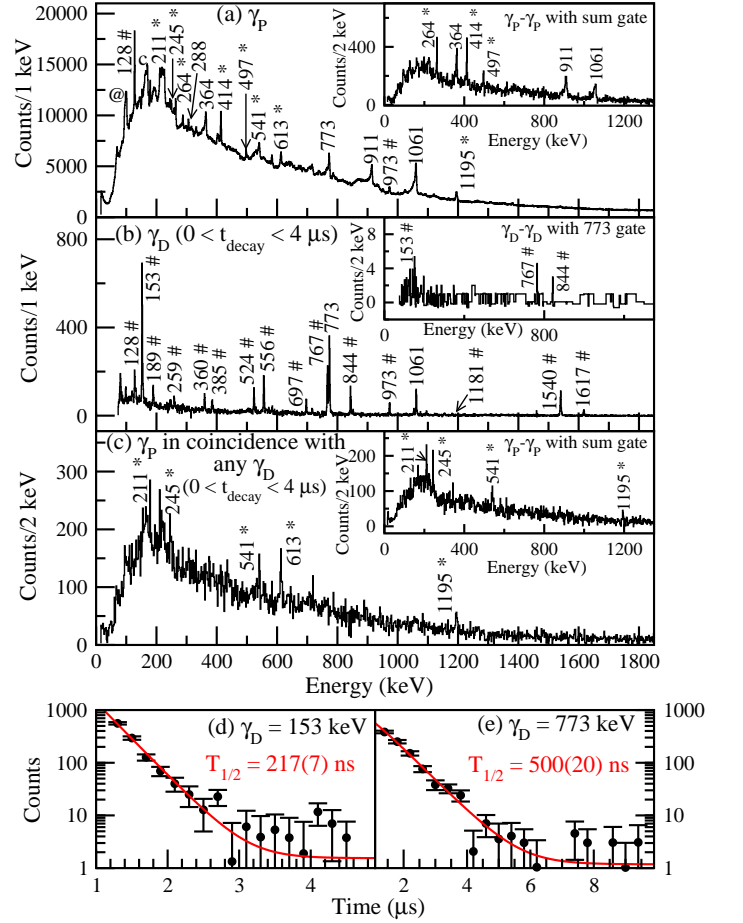 (a) γP
γP-γP with sum gate
20000
17500
15000
12500
10000
7500
5000
2500
0
Counts/1 keV
@
128 #
c
211 *
245 *
264 *
288
364
414 *
497 *
541 *
613 *
773
911
973 #
1061
1195 *
400
0
Counts/2 keV
264 *
364
414 *
497 *
911
1061
0 400 800 1200
Energy (keV)
(b) γD (0 < tdecay < 4 μs)
γD-γD with 773 gate
800
400
0
Counts/1 keV
128 #
153 #
189 #
259 #
360 #
385 #
524 #
556 #
697 #
767 #
773
844 #
973 #
1061
1181 #
1540 #
1617 #
8
4
0
Counts/2 keV
153 #
767 #
844 #
0 800
Energy (keV)
(c) γP in coincidence with
any γD
(0 < tdecay < 4 μs)
γP-γP with sum gate
300
250
200
150
100
50
0
Counts/2 keV
211 *
245 *
541 *
613 *
1195 *
200
100
0
Counts/2 keV
211 *
245 *
541 *
1195 *
0 400 800 1200
Energy (keV)
0 200 400 600 800 1000 1200 1400 1600 1800
Energy (keV)
(d) γD = 153 keV
T1/2 = 217(7) ns
(e) γD = 773 keV
T1/2 = 500(20) ns
1000
100
10
1
Counts
1000
100
10
1
1 2 3 4
2 4 6 8
Time (μs)